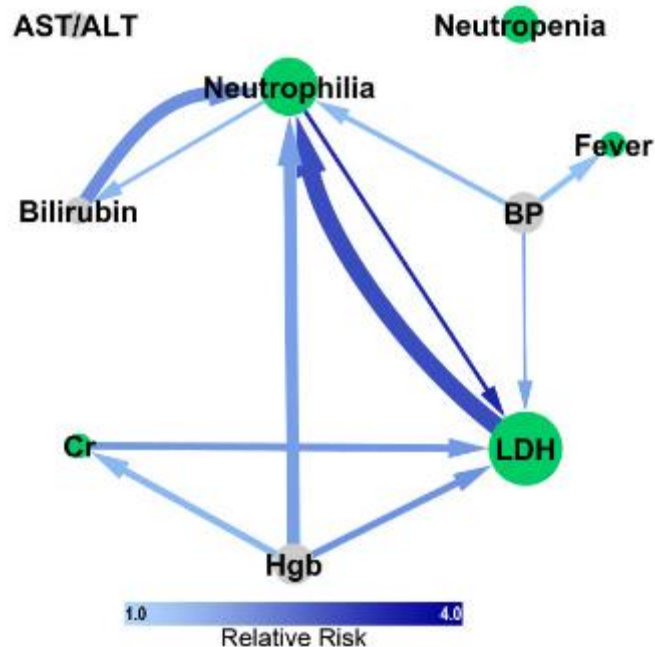 AST/ALT
Neutropenia
Neutrophilia
Fever
Bilirubin
BP
Cr
LDH
Hgb
1.0 4.0
Relative Risk